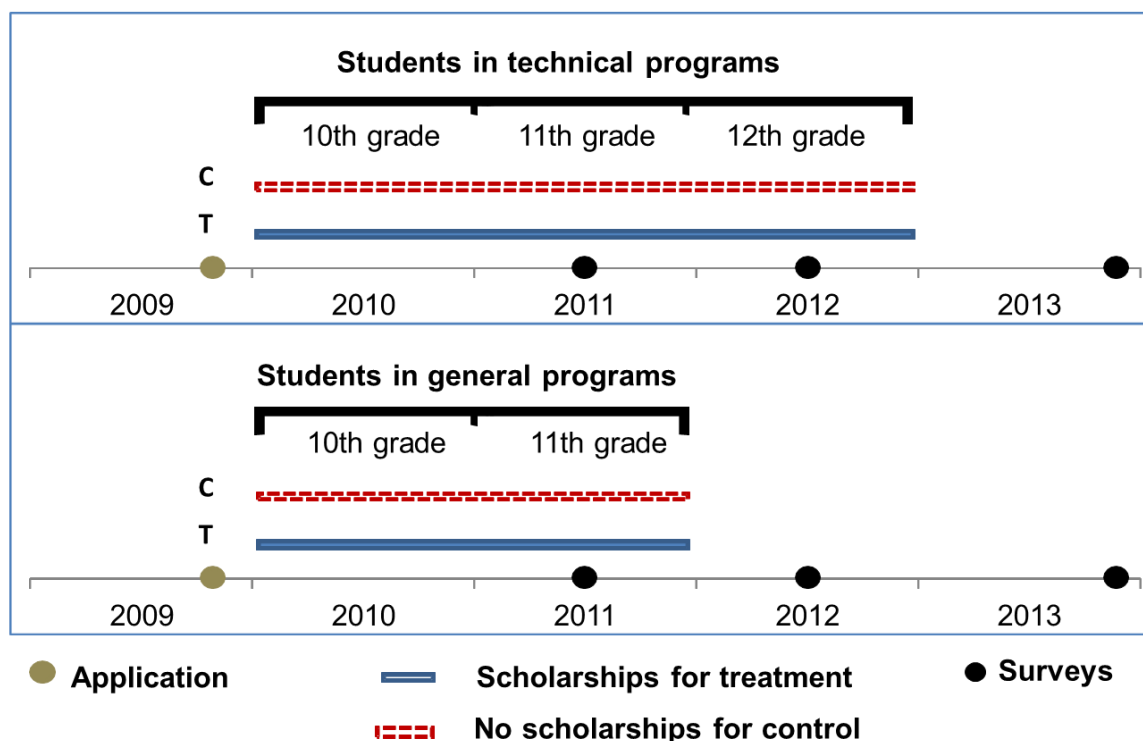 Students in technical programs
10th grade 11th grade 12th grade
C
T
2009 2010 2011 2012 2013
Students in general programs
10th grade 11th grade
C
T
2009 2010 2011 2012 2013
Application Scholarships for treatment Surveys
No scholarships for control